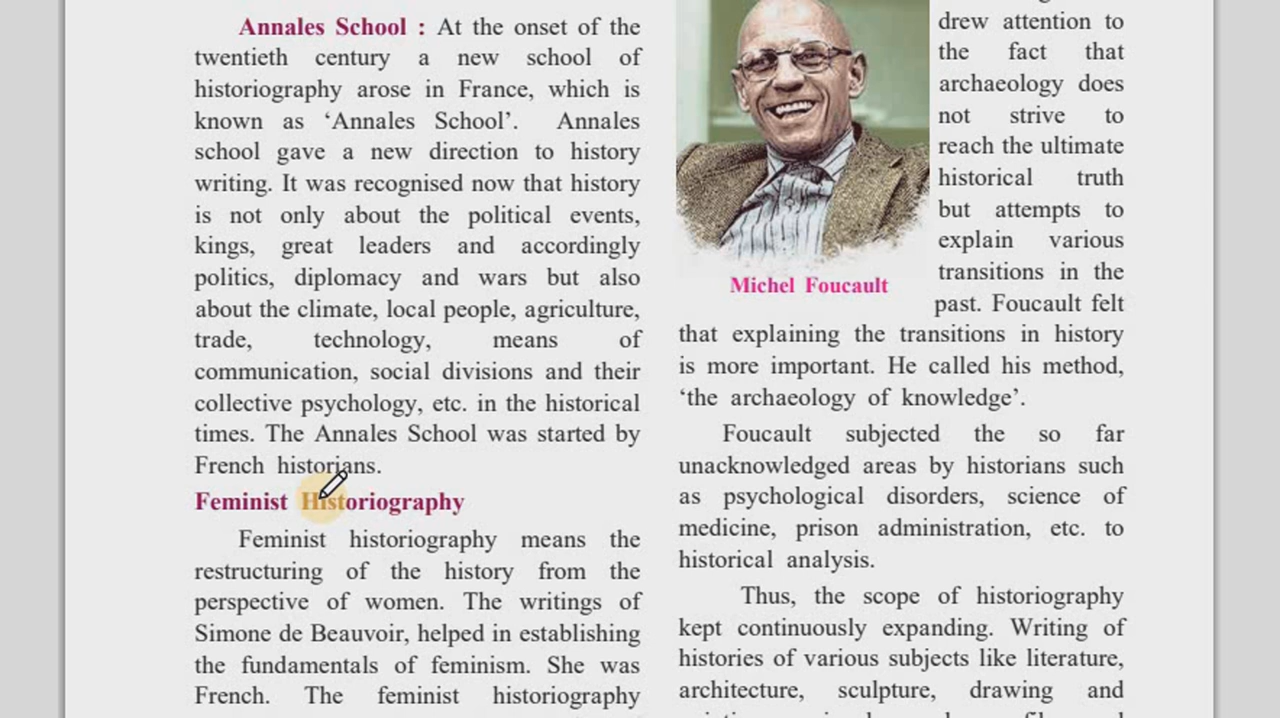 Annales School : At the onset of the
twentieth century a new school of
historiography arose in France, which is
known as ‘Annales School’. Annales
school gave a new direction to history
writing. It was recognised now that history
is not only about the political events,
kings, great leaders and accordingly
politics, diplomacy and wars but also
about the climate, local people, agriculture,
trade, technology, means of
communication, social divisions and their
collective psychology, etc. in the historical
times. The Annales School was started by
French historians.
Feminist Historiography
Feminist historiography means the
restructuring of the history from the
perspective of women. The writings of
Simone de Beauvoir, helped in establishing
the fundamentals of feminism. She was
French. The feminist historiography
drew attention to
the fact that
archaeology does
not strive to
reach the ultimate
historical truth
but attempts to
explain various
transitions in the
Michel Foucault
past. Foucault felt
that explaining the transitions in history
is more important. He called his method,
‘the archaeology of knowledge’.
Foucault subjected the so far
unacknowledged areas by historians such
as psychological disorders, science of
medicine, prison administration, etc. to
historical analysis.
Thus, the scope of historiography
kept continuously expanding. Writing of
histories of various subjects like literature,
architecture, sculpture, drawing and